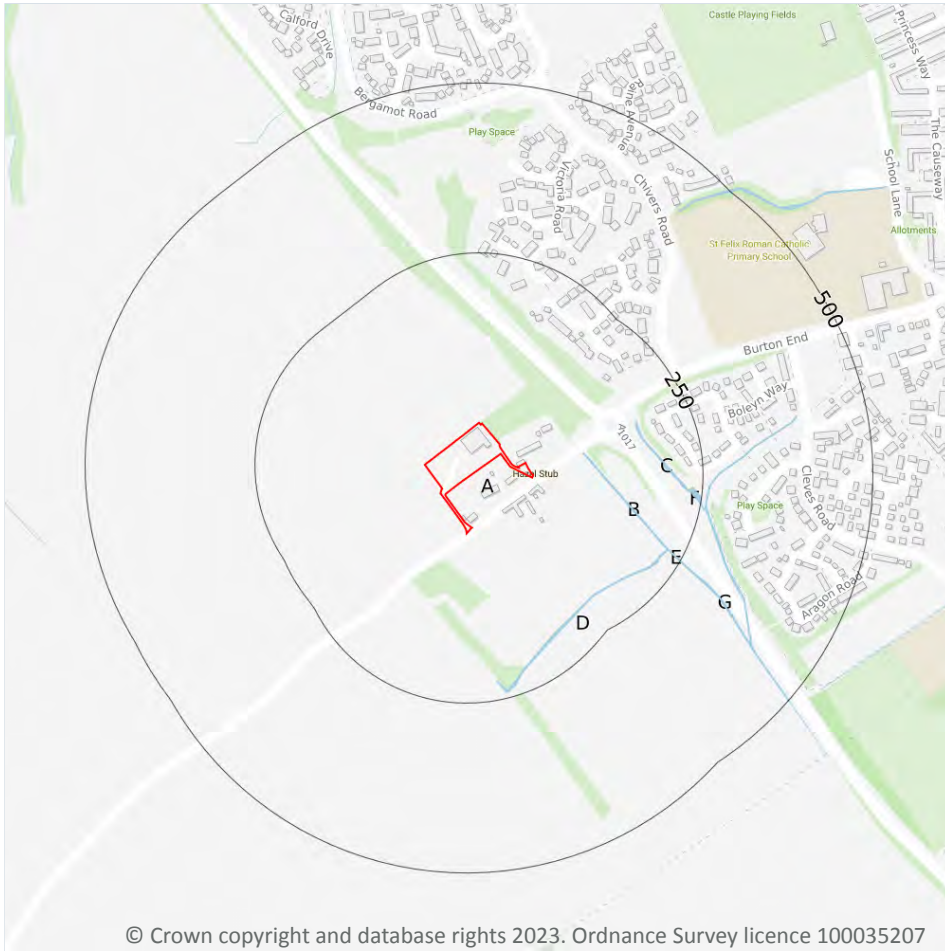 Castle Playing Fields
Princess Way
Calford Drive
The Causeway
Bergamot Road
Raine Avenue
Play Space
School Lane
Victoria Road
Chivers Road
Allotments
St Felix Roman Catholic
Primary School
500
Burton End
250
Boleyn Way
A1017
C
Hazel Stub
A
F
Cleves Road
B
Play Space
E
G
Aragon Road
D
© Crown copyright and database rights 2023. Ordnance Survey licence 100035207